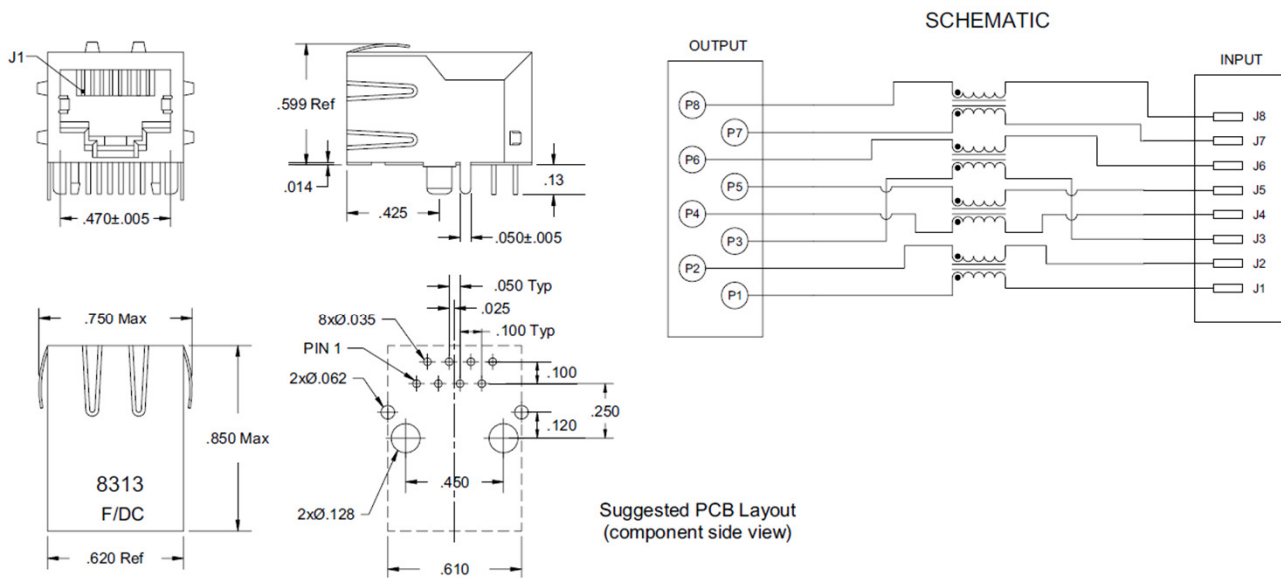 J1
.599 Ref
.014
.470±.005
.425
.13
.050±.005
.750 Max
.850 Max
8313
F/DC
.620 Ref
.050 Typ
.025
8xØ.035
.100 Typ
PIN 1
2xØ.062
.100
.250
.120
.450
2xØ.128
.610
Suggested PCB Layout
(component side view)
SCHEMATIC
OUTPUT
INPUT
P8
P7
P6
P5
P4
P3
P2
P1
J8
J7
J6
J5
J4
J3
J2
J1